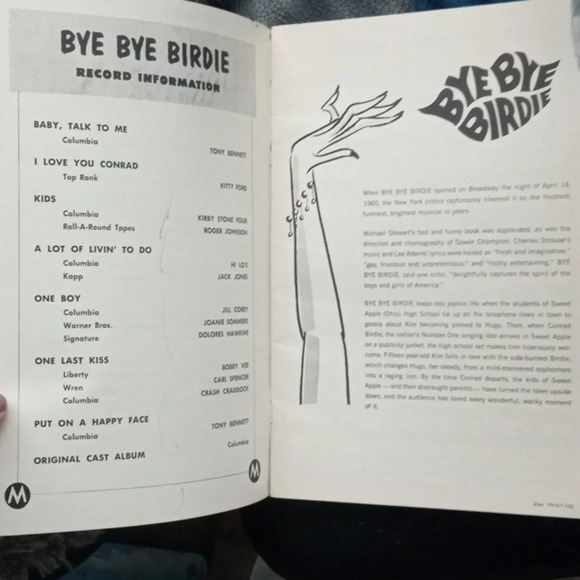 BYE BYE BIRDIE
RECORD INFORMATION
BABY, TALK TO ME
Columbia TONY BENNETT
I LOVE YOU CONRAD
Top Rank KITTY FORD
KIDS
Columbia KIRBY STONE FOUR
Roll-A-Round Tapes ROGER JOHNSON
A LOT OF LIVIN' TO DO
Columbia HI LO'S
Kapp JACK JONES
ONE BOY
Columbia JILL COREY
Warner Bros. JOANIE SOMMERS
Signature DOLORES HAWKINS
ONE LAST KISS
Liberty BOBBY VEE
Wren CARL SPENCER
Columbia CRASH CRADDOCK
PUT ON A HAPPY FACE
Columbia TONY BENNETT
ORIGINAL CAST ALBUM Columbia
M
M
BYE BYE
BIRDIE
When BYE BYE BIRDIE opened on Broadway the night of April 14,
1960, the New York critics rapturously cheered it as the freshest,
funniest, brightest musical in years.
Michael Stewart's fast and funny book was applauded, as was the
direction and choreography of Gower Champion. Charles Strouse's
music and Lee Adams' lyrics were hailed as "fresh and imaginative,"
"gay, frivolous and unpretentious," and "richly entertaining." BYE
BYE BIRDIE, said one critic, "delightfully captures the spirit of the
boys and girls of America."
BYE BYE BIRDIE leaps into joyous life when the students of Sweet
Apple (Ohio) High School tie up all the telephone lines in town to
gossip about Kim becoming pinned to Hugo. Then, when Conrad
Birdie, the nation's Number One singing idol arrives in Sweet Apple
on a publicity junket, the high school set makes him hilariously wel-
come. Fifteen-year-old Kim falls in love with the side-burned Birdie,
which changes Hugo, her steady, from a mild-mannered sophomore
into a raging lion. By the time Conrad departs, the kids of Sweet
Apple — and their distraught parents — have turned the town upside
down, and the audience has loved every wonderful, wacky moment
of it.